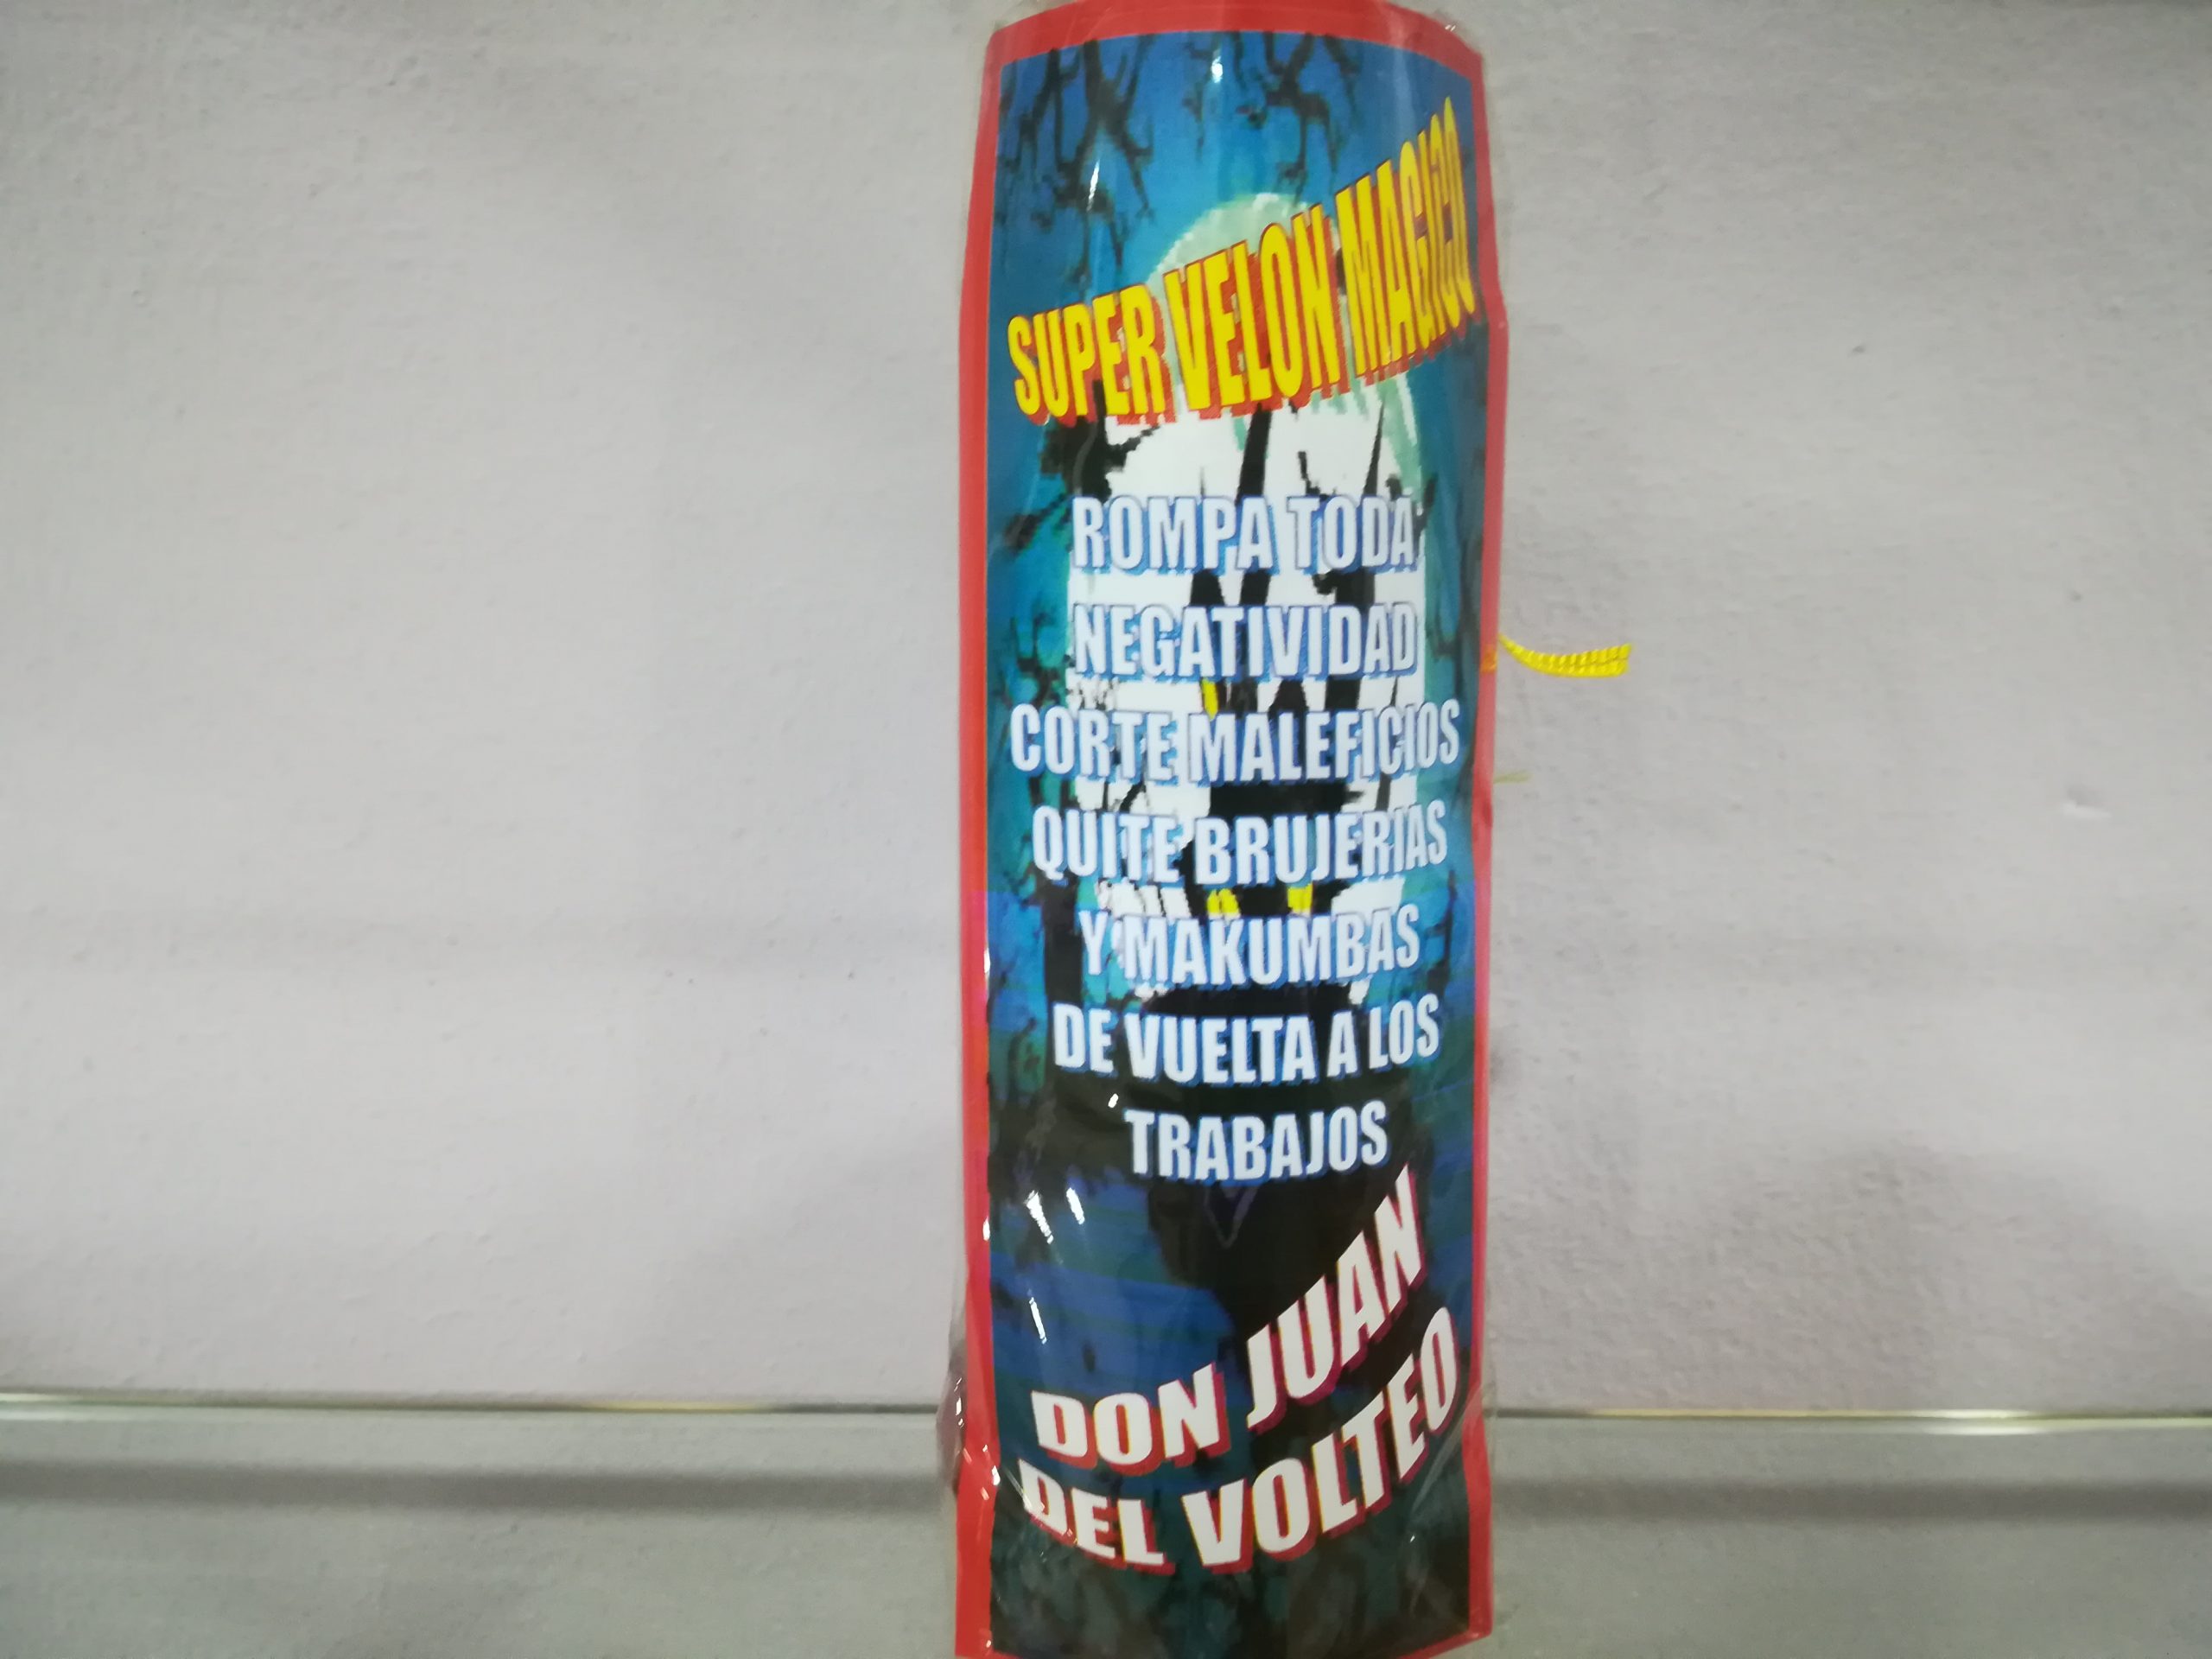 SUPER VELON MAGICO
ROMPA TODA
NEGATIVIDAD
CORTE MALEFICIOS
QUITE BRUJERIAS
Y MAKUMBAS
DE VUELTA A LOS
TRABAJOS
DON JUAN
DEL VOLTEO